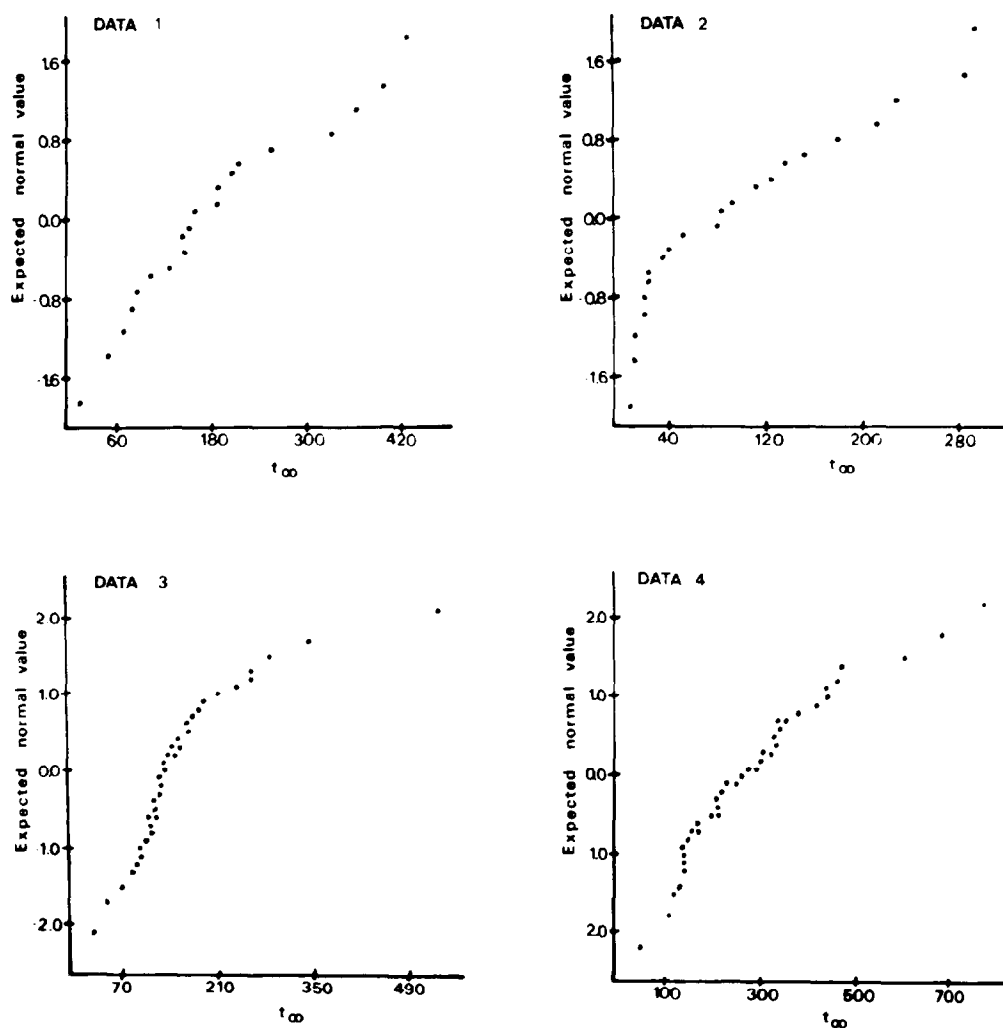 DATA 1
Expected normal value
1.6
0.8
0.0
-0.8
-1.6
60 180 300 420
t∞
DATA 2
Expected normal value
1.6
0.8
0.0
-0.8
-1.6
40 120 200 280
t∞
DATA 3
Expected normal value
2.0
1.0
0.0
-1.0
-2.0
70 210 350 490
t∞
DATA 4
Expected normal value
2.0
1.0
0.0
1.0
2.0
100 300 500 700
t∞